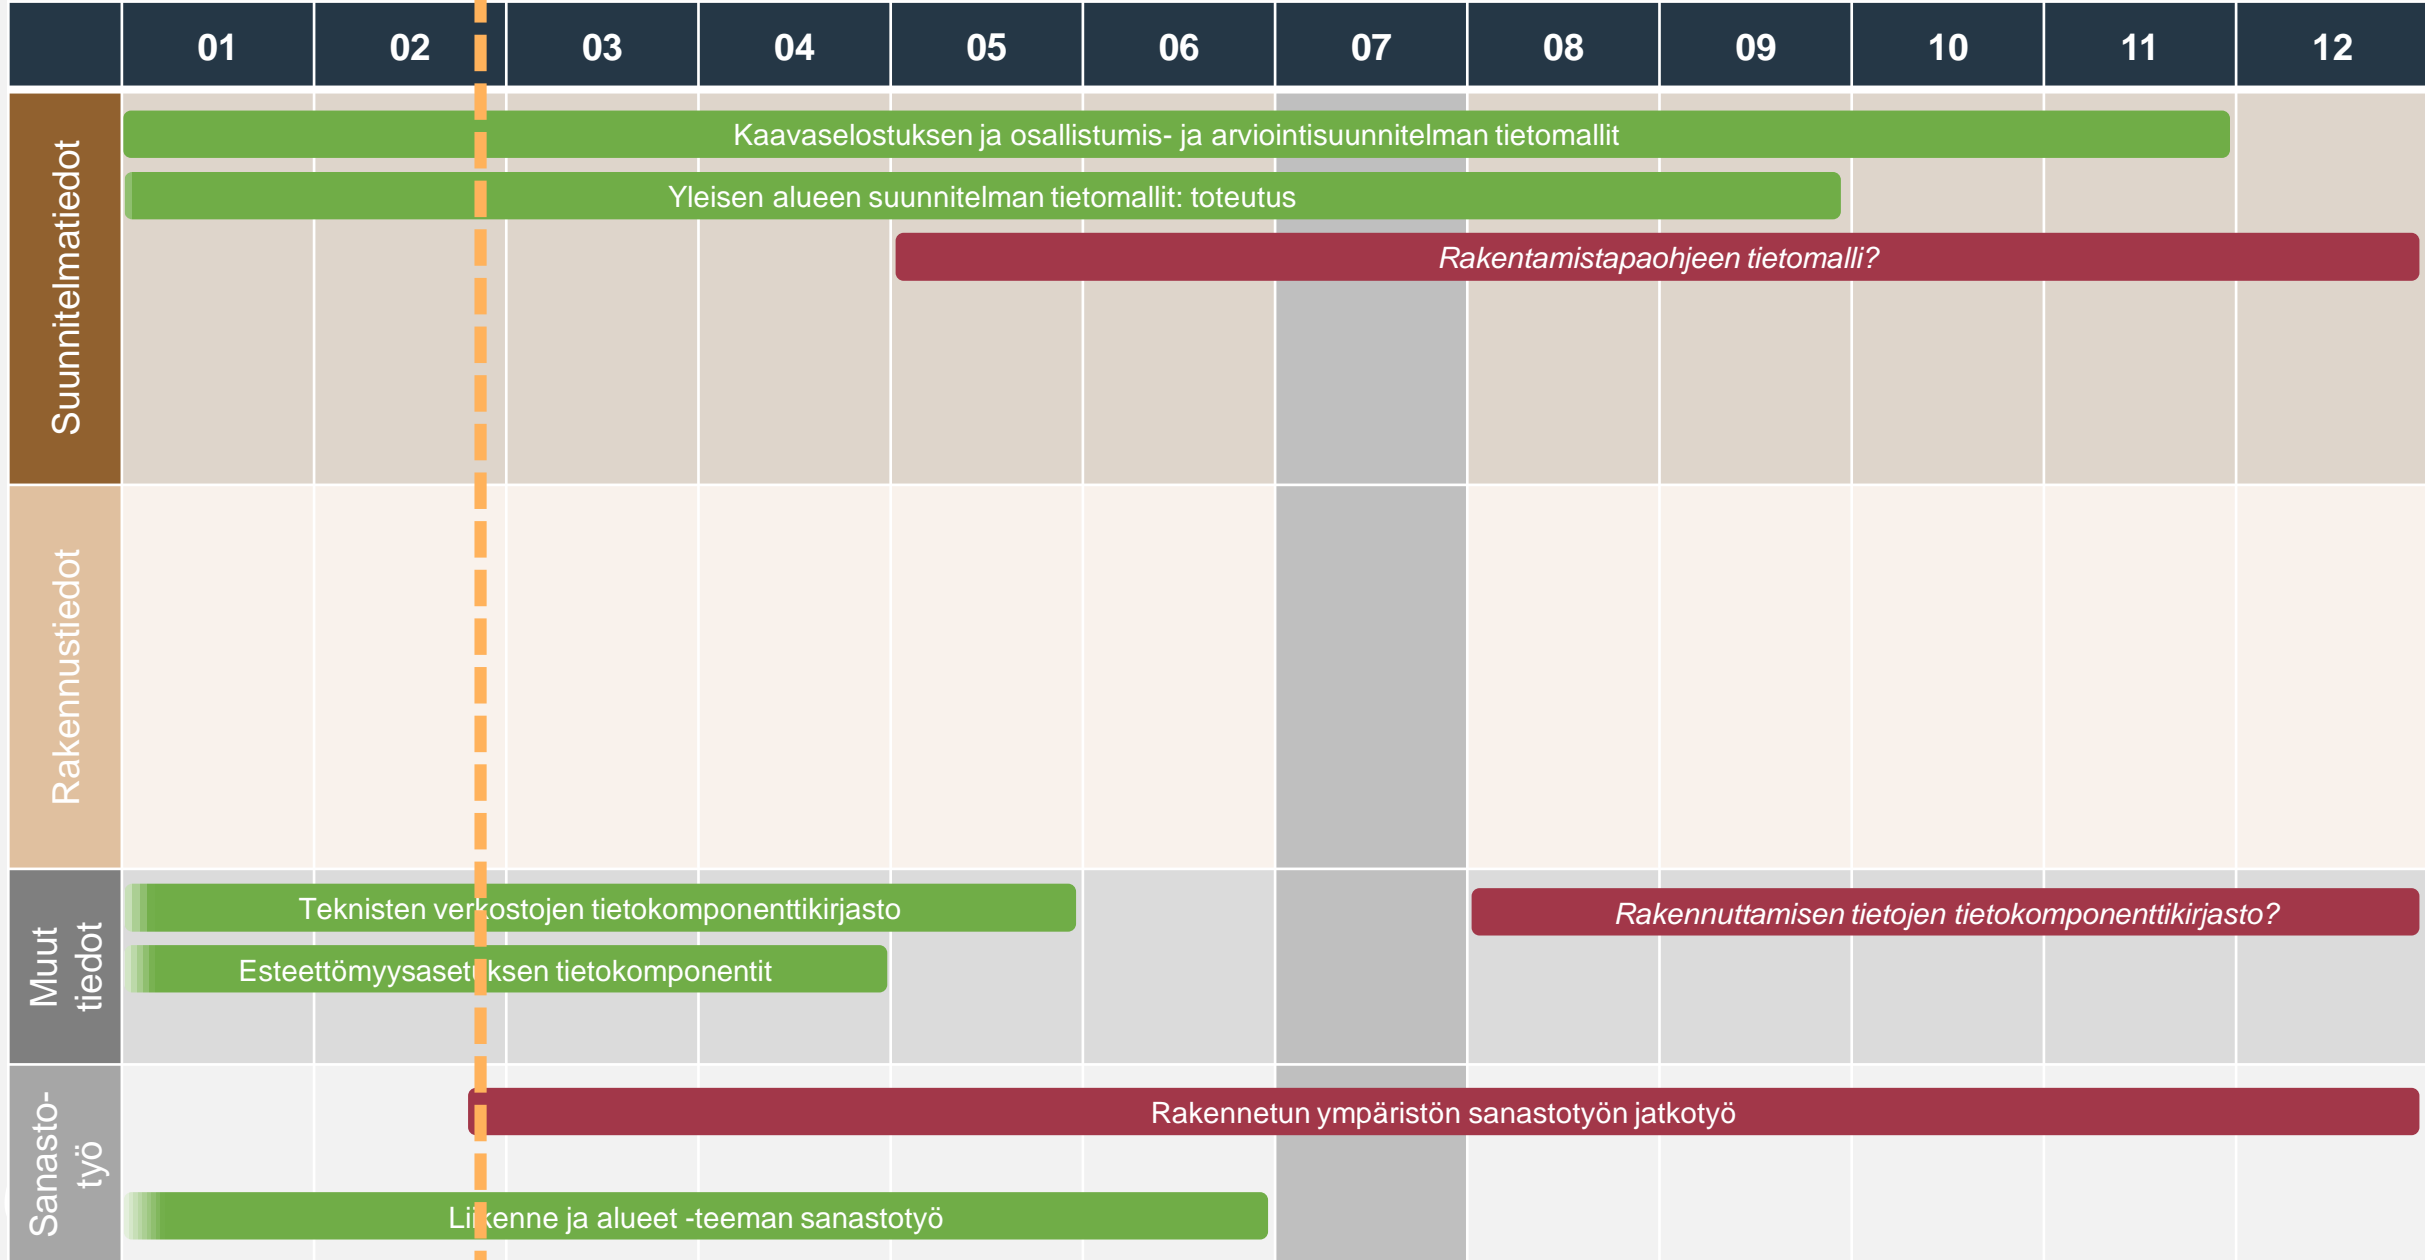 01 02 03 04 05 06 07 08 09 10 11 12
Suunnitelmatiedot
Kaavaselostuksen ja osallistumis- ja arviointisuunnitelman tietomallit
Yleisen alueen suunnitelman tietomallit: toteutus
Rakentamistapaohjeen tietomalli?
Rakennustiedot
Muut
tiedot
Teknisten verkostojen tietokomponenttikirjasto
Rakennuttamisen tietojen tietokomponenttikirjasto?
Esteettömyysasetuksen tietokomponentit
Sanasto-
työ
Rakennetun ympäristön sanastotyön jatkotyö
Liikenne ja alueet -teeman sanastotyö